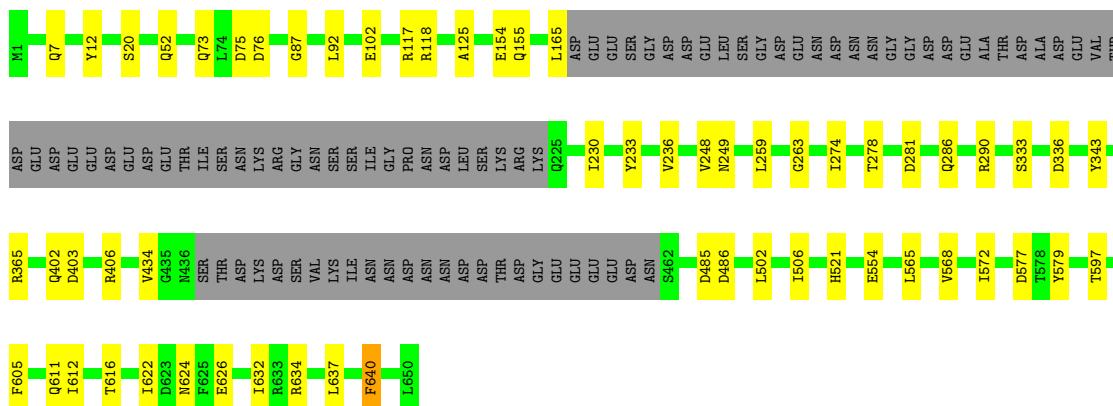 M1 Q7 Y12 S20 Q52 Q73 L74 D75 D76 G87 L92 E102 R117 R118 A125 E154 Q155 L165 ASP GLU GLU SER GLY ASP ASP GLU LEU SER GLY ASP GLU ASN ASP ASN ASN GLY GLY ASP ASP GLU ALA THR ASP ALA ASP GLU VAL THR
ASP GLU ASP GLU GLU ASP GLU ASP GLU THR ILE SER ASN LYS ARG GLY ASN SER SER ILE GLY PRO ASN ASP LEU SER LYS ARG LYS Q225 I230 Y233 V236 V248 N249 L259 G263 I274 T278 D281 Q286 R290 S333 D336 Y343
R365 Q402 D403 R406 V434 G435 N436 SER THR ASP LYS ASP SER VAL LYS ILE ASN ASN ASP ASN ASN ASP ASP THR ASP GLY GLU GLU GLU GLU ASP ASN S462 D485 D486 L502 I506 H521 E554 L565 V568 I572 D577 T578 Y579 T597
F605 Q611 I612 T616 I622 D623 N624 F625 E626 I632 R633 R634 L637 F640 L650